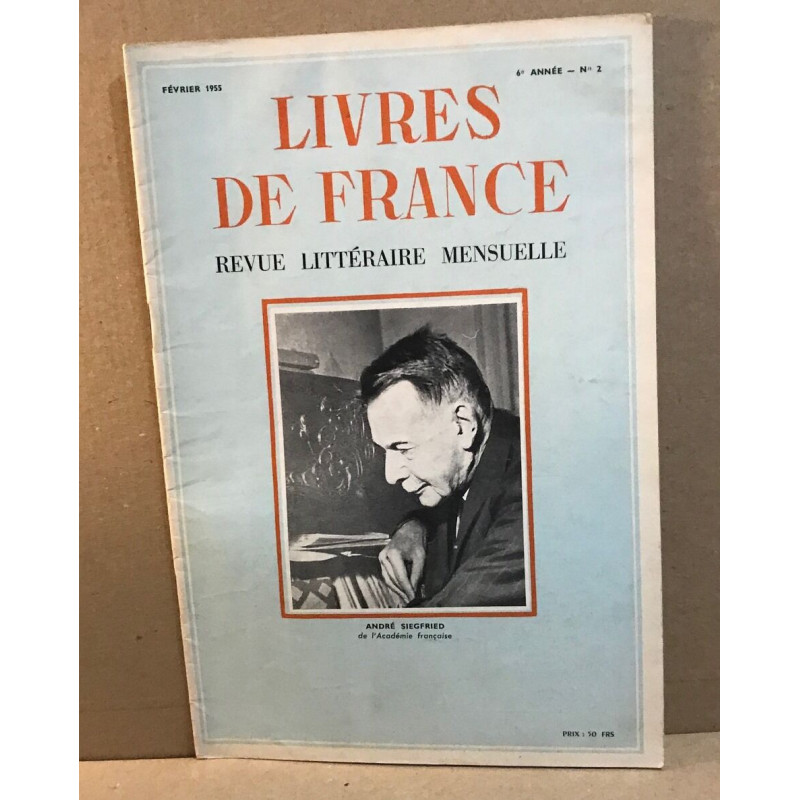 FÉVRIER 1955
6e ANNÉE — No 2
LIVRES
DE FRANCE
REVUE LITTÉRAIRE MENSUELLE
ANDRÉ SIEGFRIED
de l'Académie française
PRIX : 50 FRS